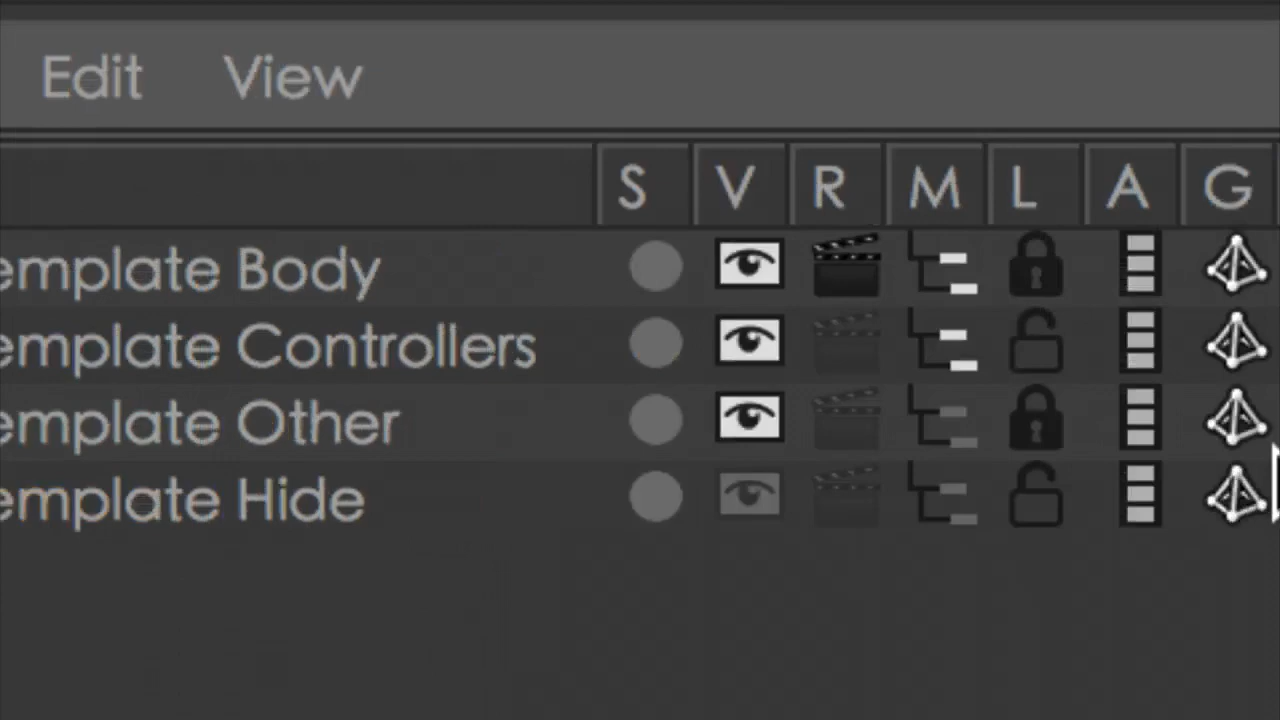 Edit View
S V R M L A G
emplate Body
emplate Controllers
emplate Other
emplate Hide